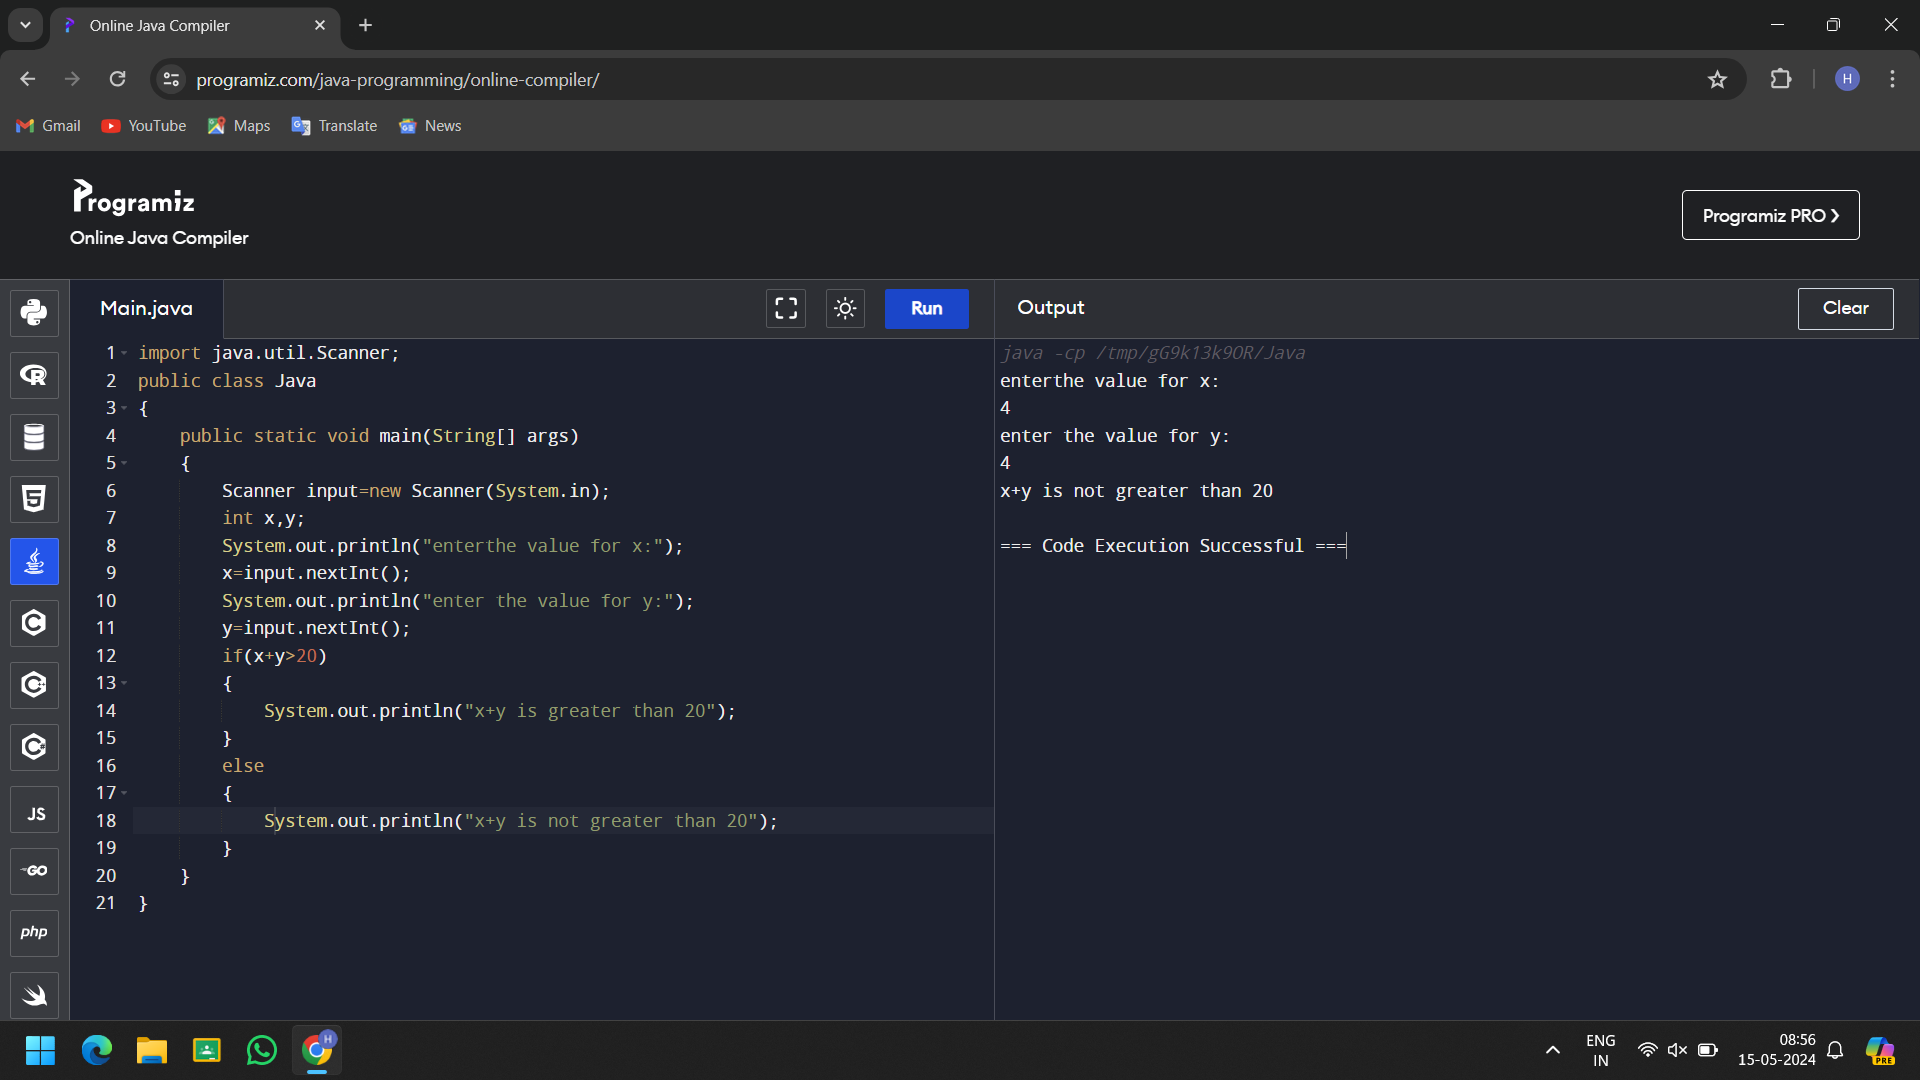 Online Java Compiler
programiz.com/java-programming/online-compiler/
H
Gmail YouTube Maps Translate News
Programiz
Online Java Compiler
Programiz PRO ❯
Main.java
Run
Output
Clear
1 import java.util.Scanner;
2 public class Java
3 {
4     public static void main(String[] args)
5     {
6         Scanner input=new Scanner(System.in);
7         int x,y;
8         System.out.println("enterthe value for x:");
9         x=input.nextInt();
10         System.out.println("enter the value for y:");
11         y=input.nextInt();
12         if(x+y>20)
13         {
14             System.out.println("x+y is greater than 20");
15         }
16         else
17         {
18             System.out.println("x+y is not greater than 20");
19         }
20     }
21 }
java -cp /tmp/gG9k13k9OR/Java
enterthe value for x:
4
enter the value for y:
4
x+y is not greater than 20
=== Code Execution Successful ===
R
5
C
C
C
JS
GO
php
H
ENG
IN
08:56
15-05-2024
PRE